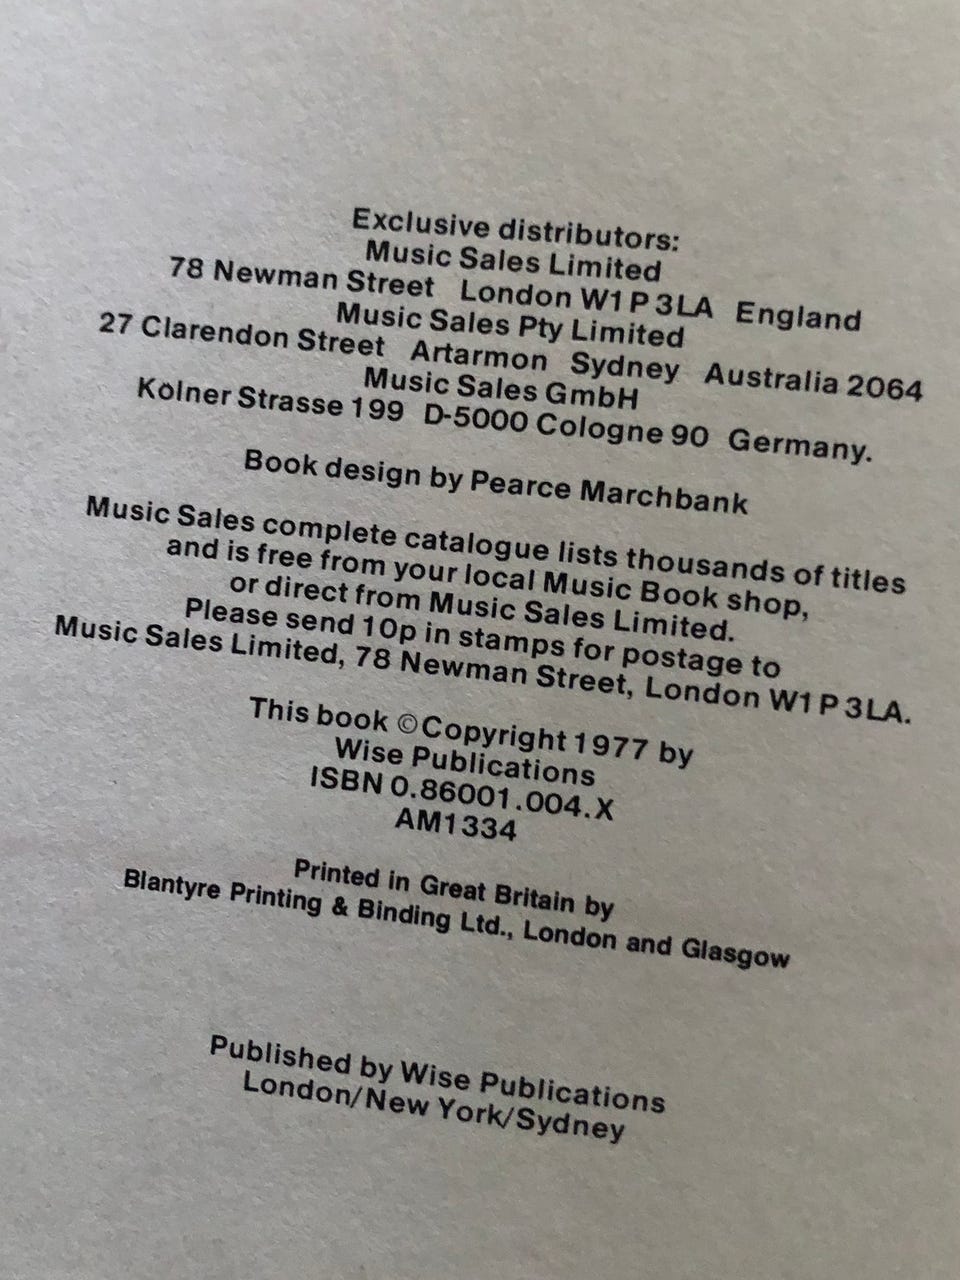 Exclusive distributors:
Music Sales Limited
78 Newman Street London W1P 3LA England
Music Sales Pty Limited
27 Clarendon Street Artarmon Sydney Australia 2064
Music Sales GmbH
Kolner Strasse 199 D-5000 Cologne 90 Germany.
Book design by Pearce Marchbank
Music Sales complete catalogue lists thousands of titles
and is free from your local Music Book shop,
or direct from Music Sales Limited.
Please send 10p in stamps for postage to
Music Sales Limited, 78 Newman Street, London W1P 3LA.
This book ©Copyright 1977 by
Wise Publications
ISBN 0.86001.004.X
AM1334
Printed in Great Britain by
Blantyre Printing & Binding Ltd., London and Glasgow
Published by Wise Publications
London/New York/Sydney